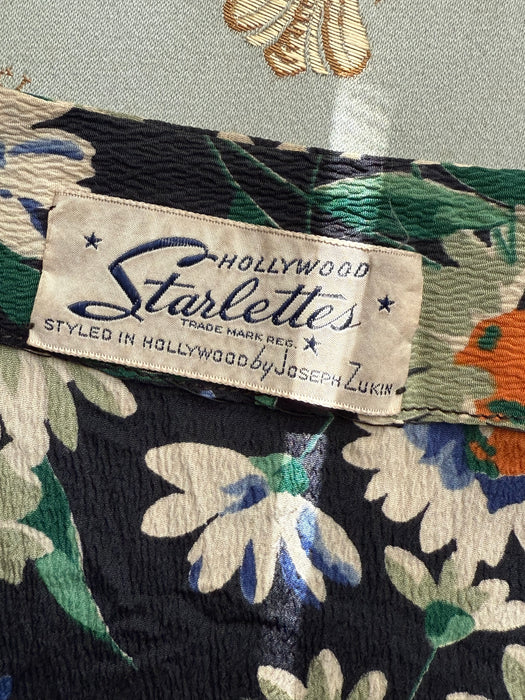 HOLLYWOOD
Starlettes
TRADE MARK REG.
STYLED IN HOLLYWOOD by JOSEPH ZUKIN